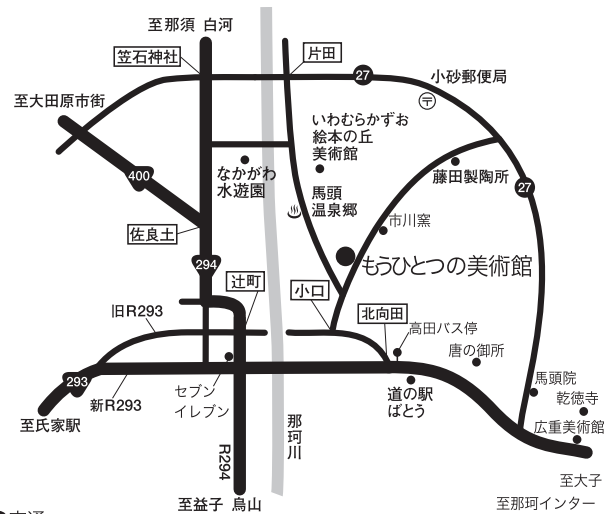 至那須 白河
笠石神社
片田
27
小砂郵便局
〒
至大田原市街
いわむらかずお
絵本の丘
美術館
なかがわ
水遊園
藤田製陶所
400
27
馬頭
温泉郷
市川窯
佐良土
もうひとつの美術館
294
辻町
小口
北向田
旧R293
高田バス停
唐の御所
293
新R293
セブン
イレブン
道の駅
ばとう
馬頭院
乾徳寺
広重美術館
至氏家駅
那珂川
R294
至大子
至益子 烏山
至那珂インター